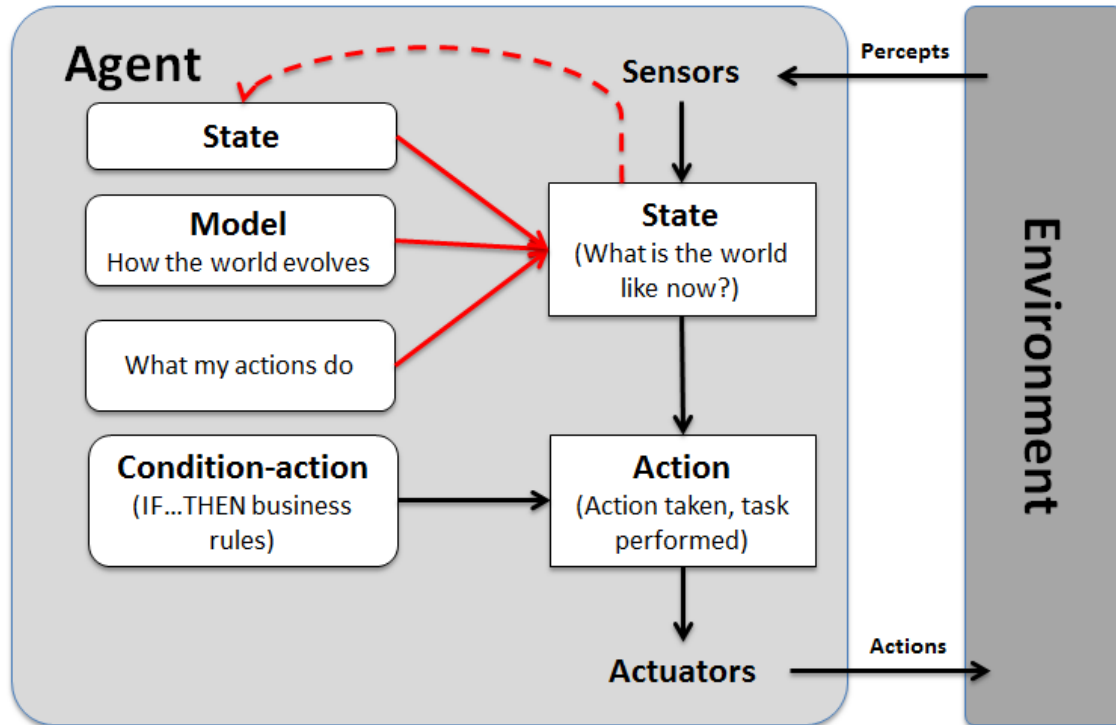 Agent
Sensors
Percepts
State
Model
How the world evolves
State
(What is the world
like now?)
What my actions do
Condition-action
(IF...THEN business
rules)
Action
(Action taken, task
performed)
Actuators
Actions
Environment